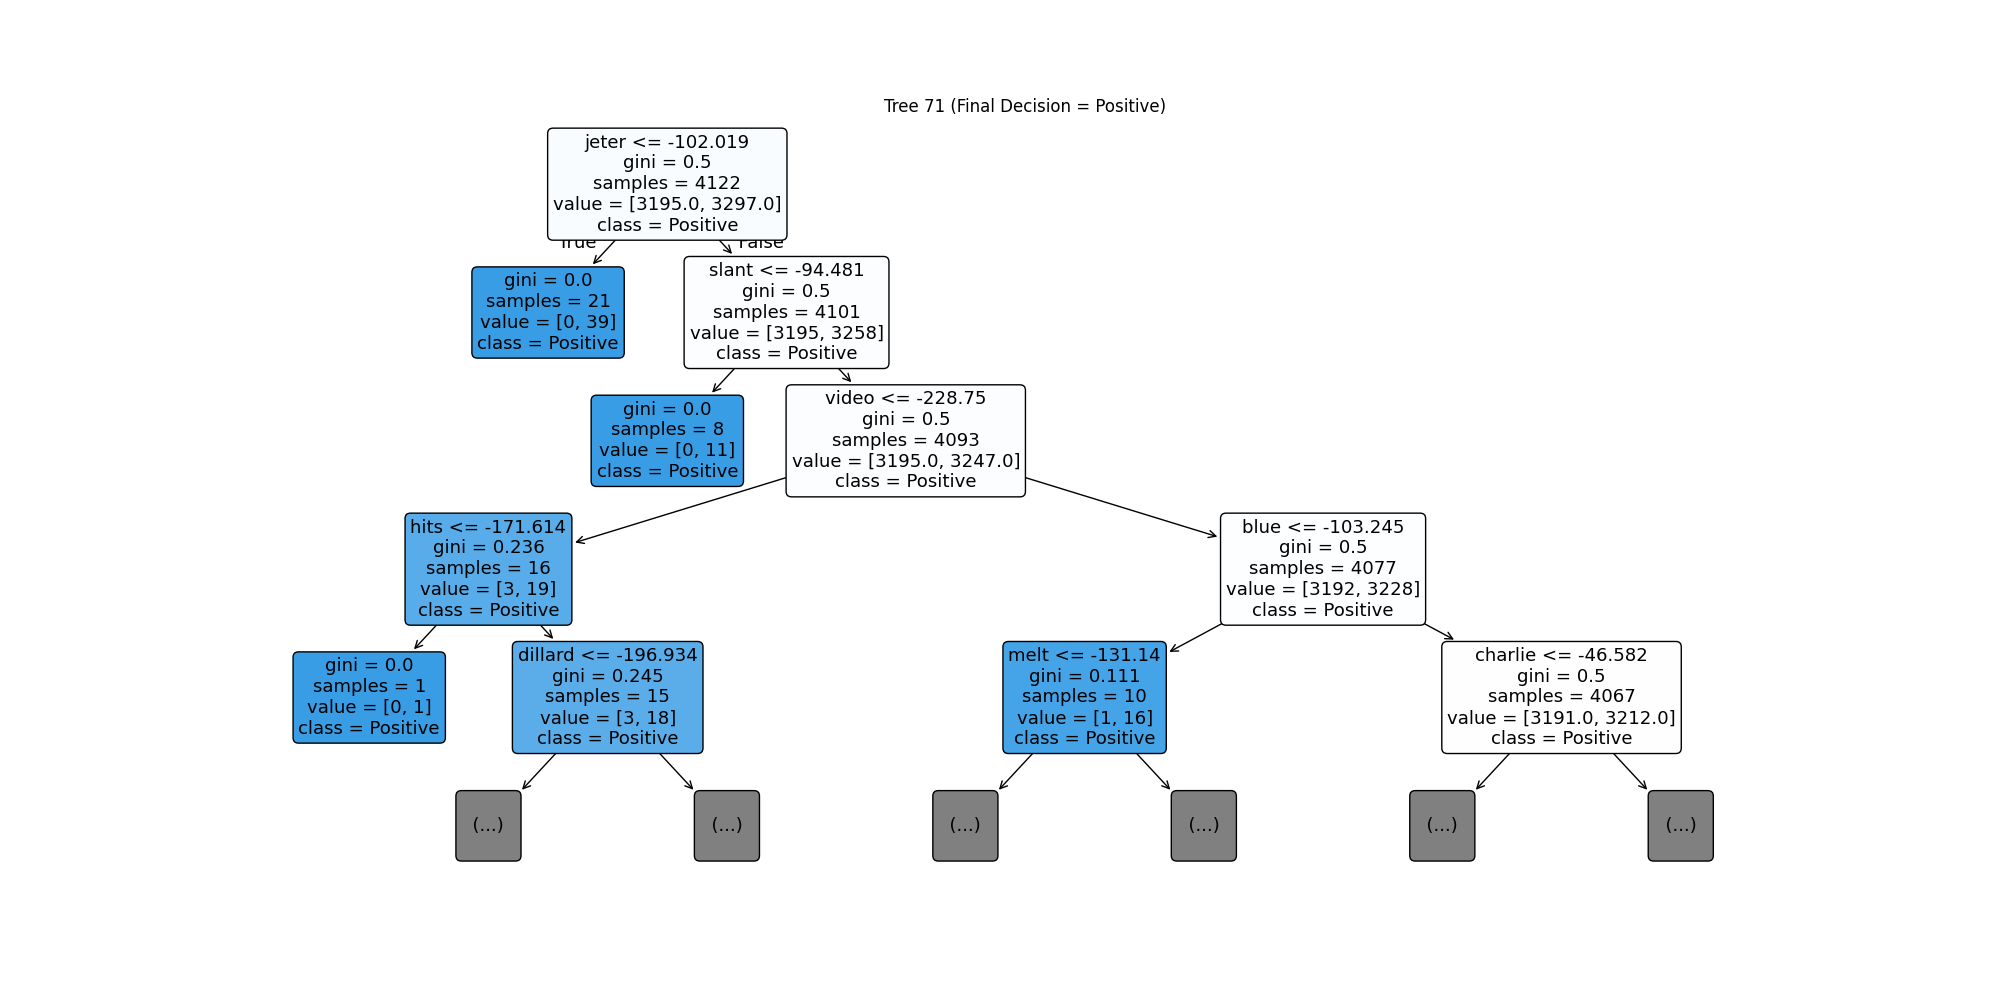 Tree 71 (Final Decision = Positive)
jeter <= -102.019
gini = 0.5
samples = 4122
value = [3195.0, 3297.0]
class = Positive
True
False
gini = 0.0
samples = 21
value = [0, 39]
class = Positive
slant <= -94.481
gini = 0.5
samples = 4101
value = [3195, 3258]
class = Positive
gini = 0.0
samples = 8
value = [0, 11]
class = Positive
video <= -228.75
gini = 0.5
samples = 4093
value = [3195.0, 3247.0]
class = Positive
hits <= -171.614
gini = 0.236
samples = 16
value = [3, 19]
class = Positive
blue <= -103.245
gini = 0.5
samples = 4077
value = [3192, 3228]
class = Positive
gini = 0.0
samples = 1
value = [0, 1]
class = Positive
dillard <= -196.934
gini = 0.245
samples = 15
value = [3, 18]
class = Positive
melt <= -131.14
gini = 0.111
samples = 10
value = [1, 16]
class = Positive
charlie <= -46.582
gini = 0.5
samples = 4067
value = [3191.0, 3212.0]
class = Positive
(...)
(...)
(...)
(...)
(...)
(...)